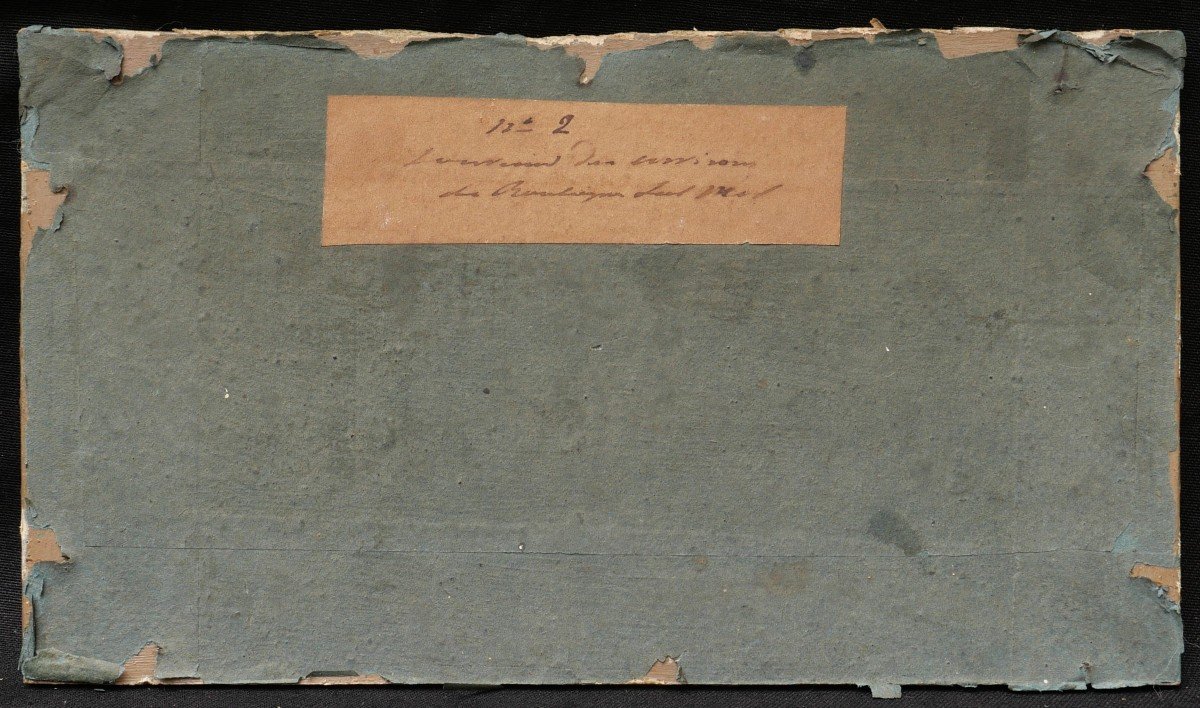 n° 2
Souvenir des environs
de Boulogne sur Mer